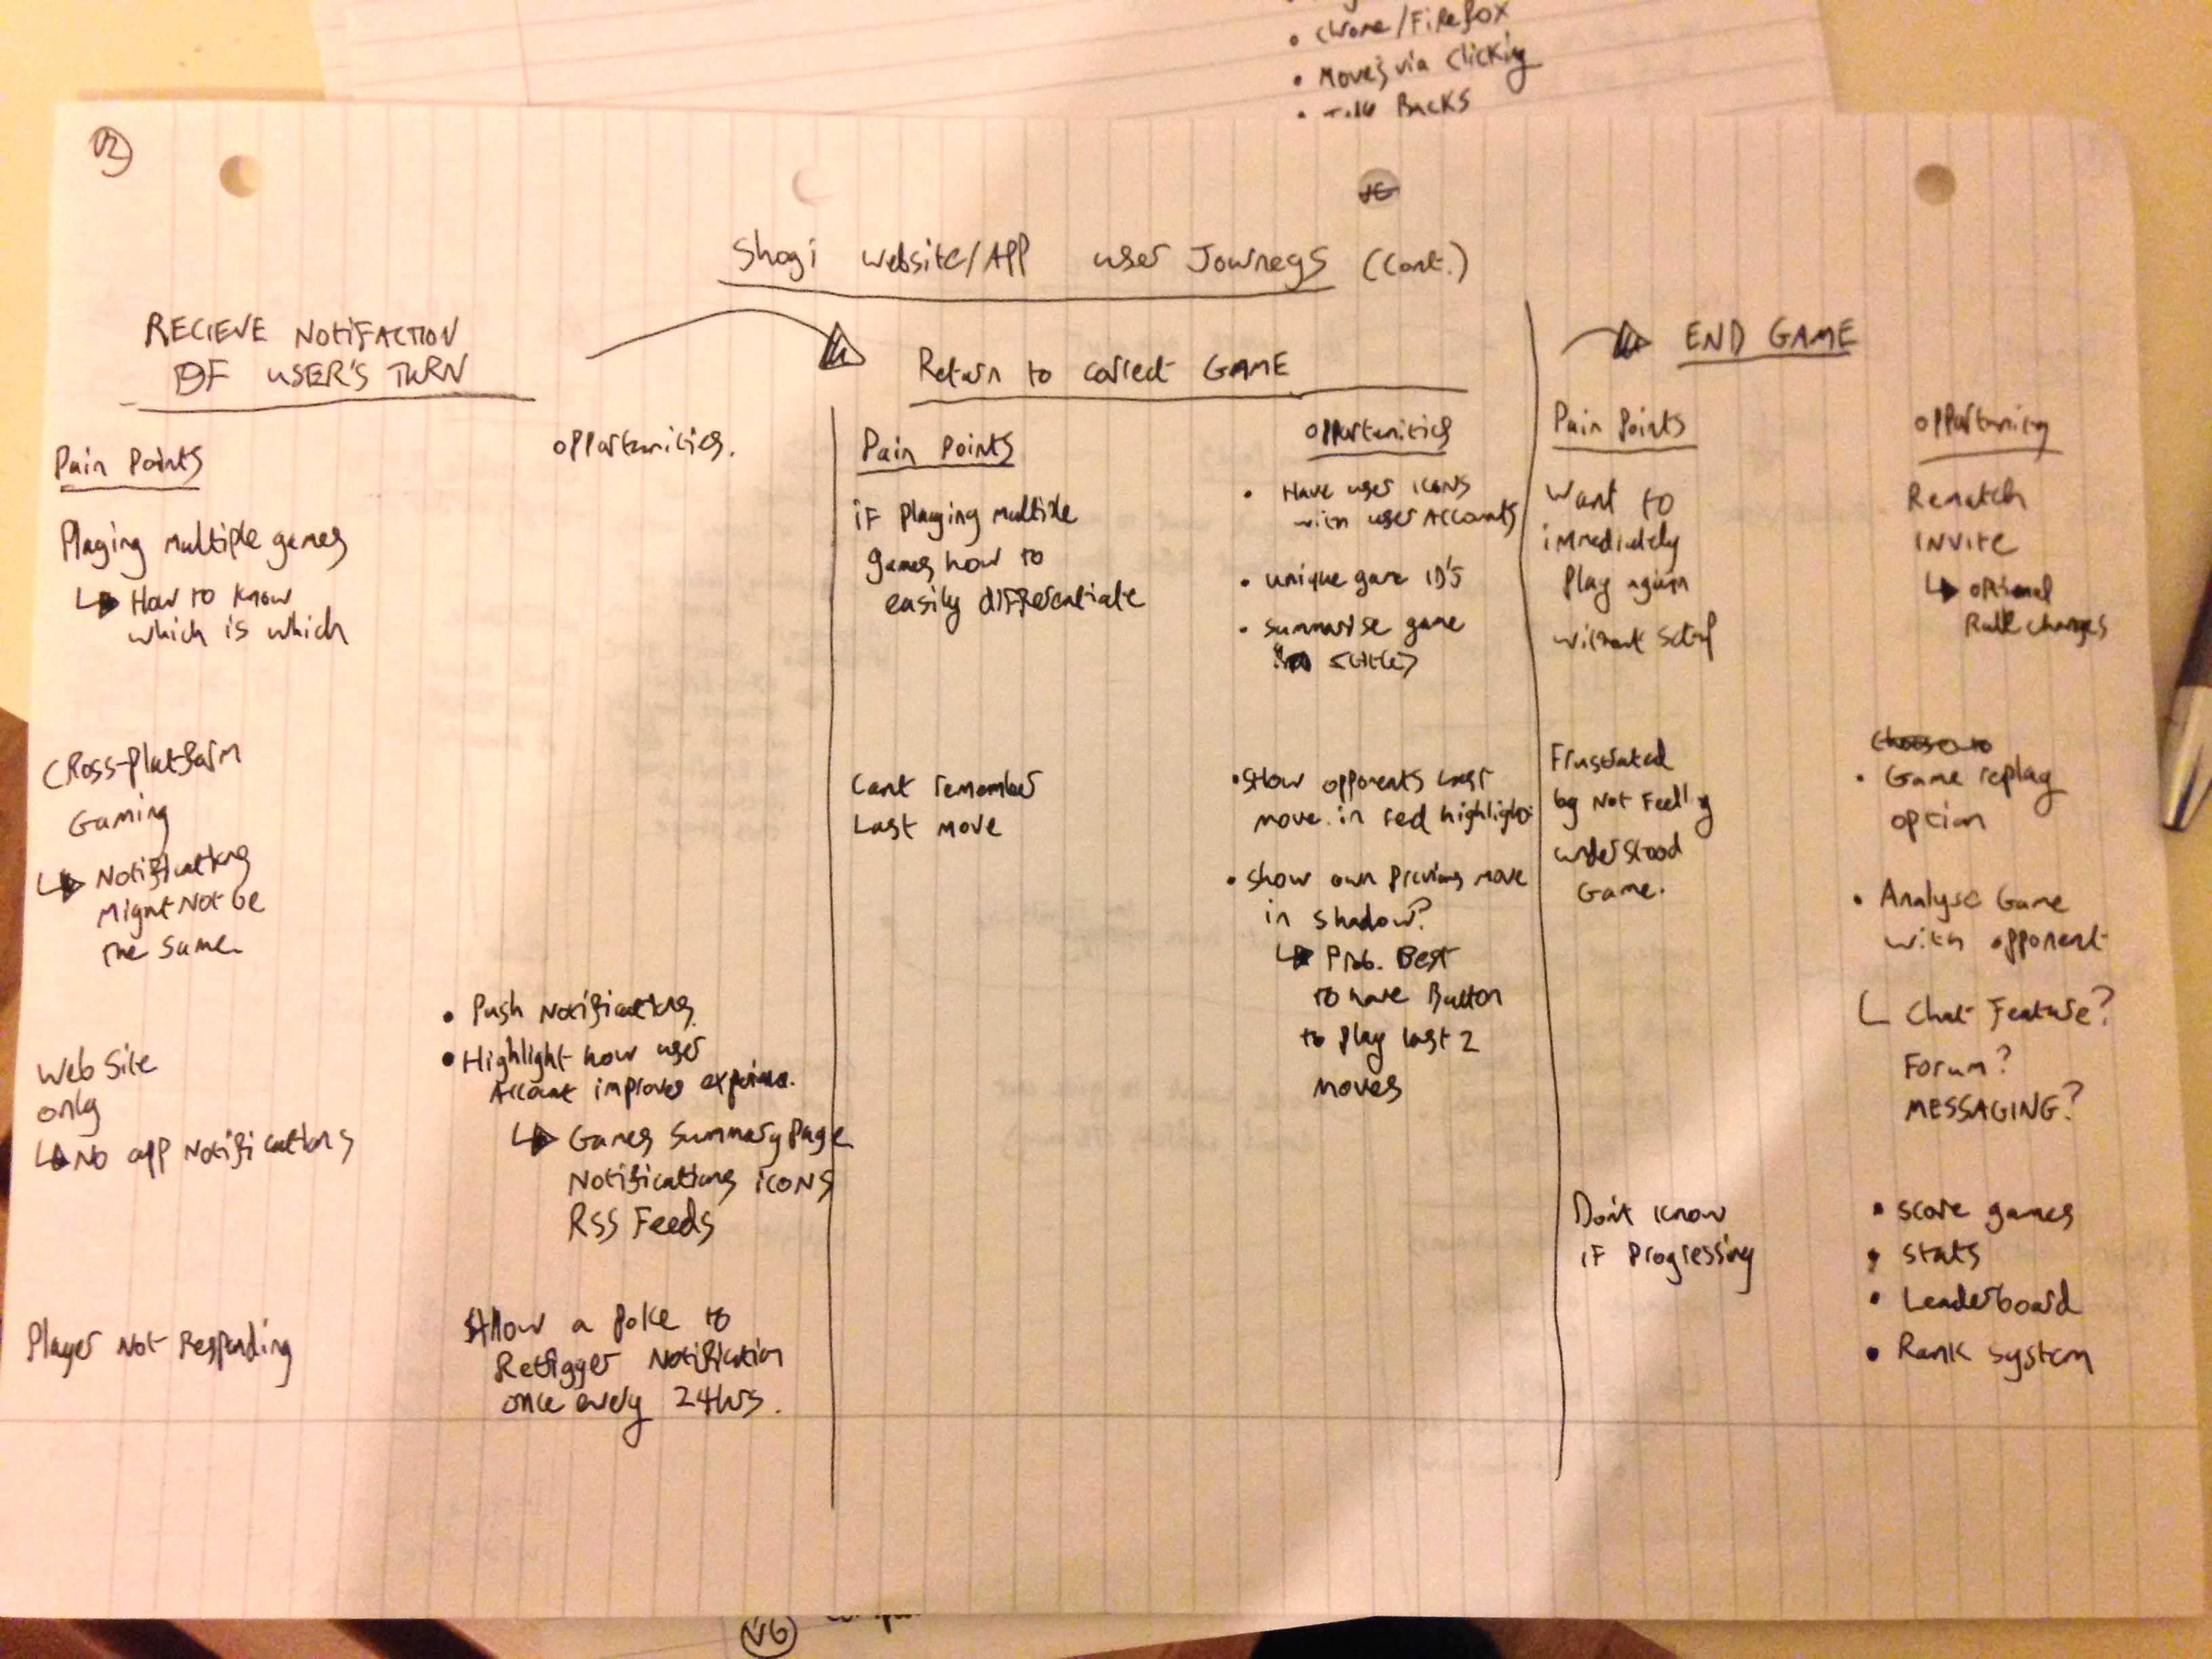 • Chrome/Firefox
• Moves via Clicking
Backs
Shogi Website/App User Journeys (Cont.)
RECIEVE NOTIFACTION
OF USER'S TURN
Pain Points
Opportunities.
Playing Multiple games
↳ How to know
which is which
Cross-Platform
Gaming
↳ Notifications
Might Not be
the same
Web Site
only
↳ No app Notifications
• Push Notifications
• Highlight how user
Account improves experience.
↳ Games Summary Page
Notifications icons
RSS Feeds
Player Not Responding
Allow a Poke to
Retrigger Notification
once every 24hrs.
Return to correct GAME
Pain Points
if playing multiple
games how to
easily differentiate
Cant remember
Last move
Opportunities
• Have user icons
with user Accounts
• unique game ID's
• summarise game
<title>
• Show opponents last
move in red highlight
• Show own previous move
in shadow?
↳ Prob. Best
to have Button
to play last 2
moves
END GAME
Pain Points
Want to
immediately
Play again
without setup
Frustrated
by Not Feel'g
understood
Game.
Don't know
if Progressing
Opportunity
Rematch
Invite
↳ optional
Rule changes
Choose to
• Game replay
option
• Analyse Game
with opponent
Chat Feature?
Forum?
MESSAGING?
• Score games
• Stats
• Leaderboard
• Rank system
V6